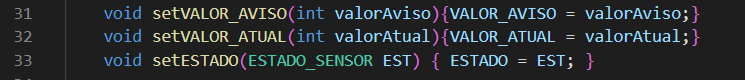 31 void setVALOR_AVISO(int valorAviso){VALOR_AVISO = valorAviso;}
32 void setVALOR_ATUAL(int valorAtual){VALOR_ATUAL = valorAtual;}
33 void setESTADO(ESTADO_SENSOR EST) { ESTADO = EST; }